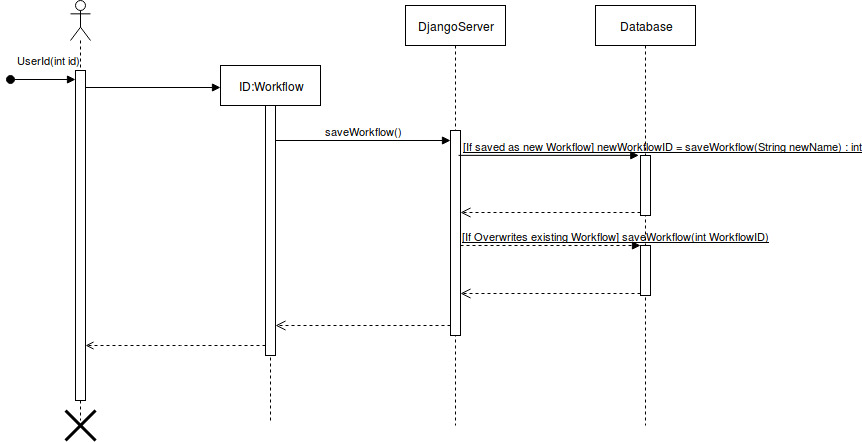 DjangoServer
Database
UserId(int id)
ID:Workflow
saveWorkflow()
[If saved as new Workflow] newWorkflowID = saveWorkflow(String newName) : int
[If Overwrites existing Workflow] saveWorkflow(int WorkflowID)